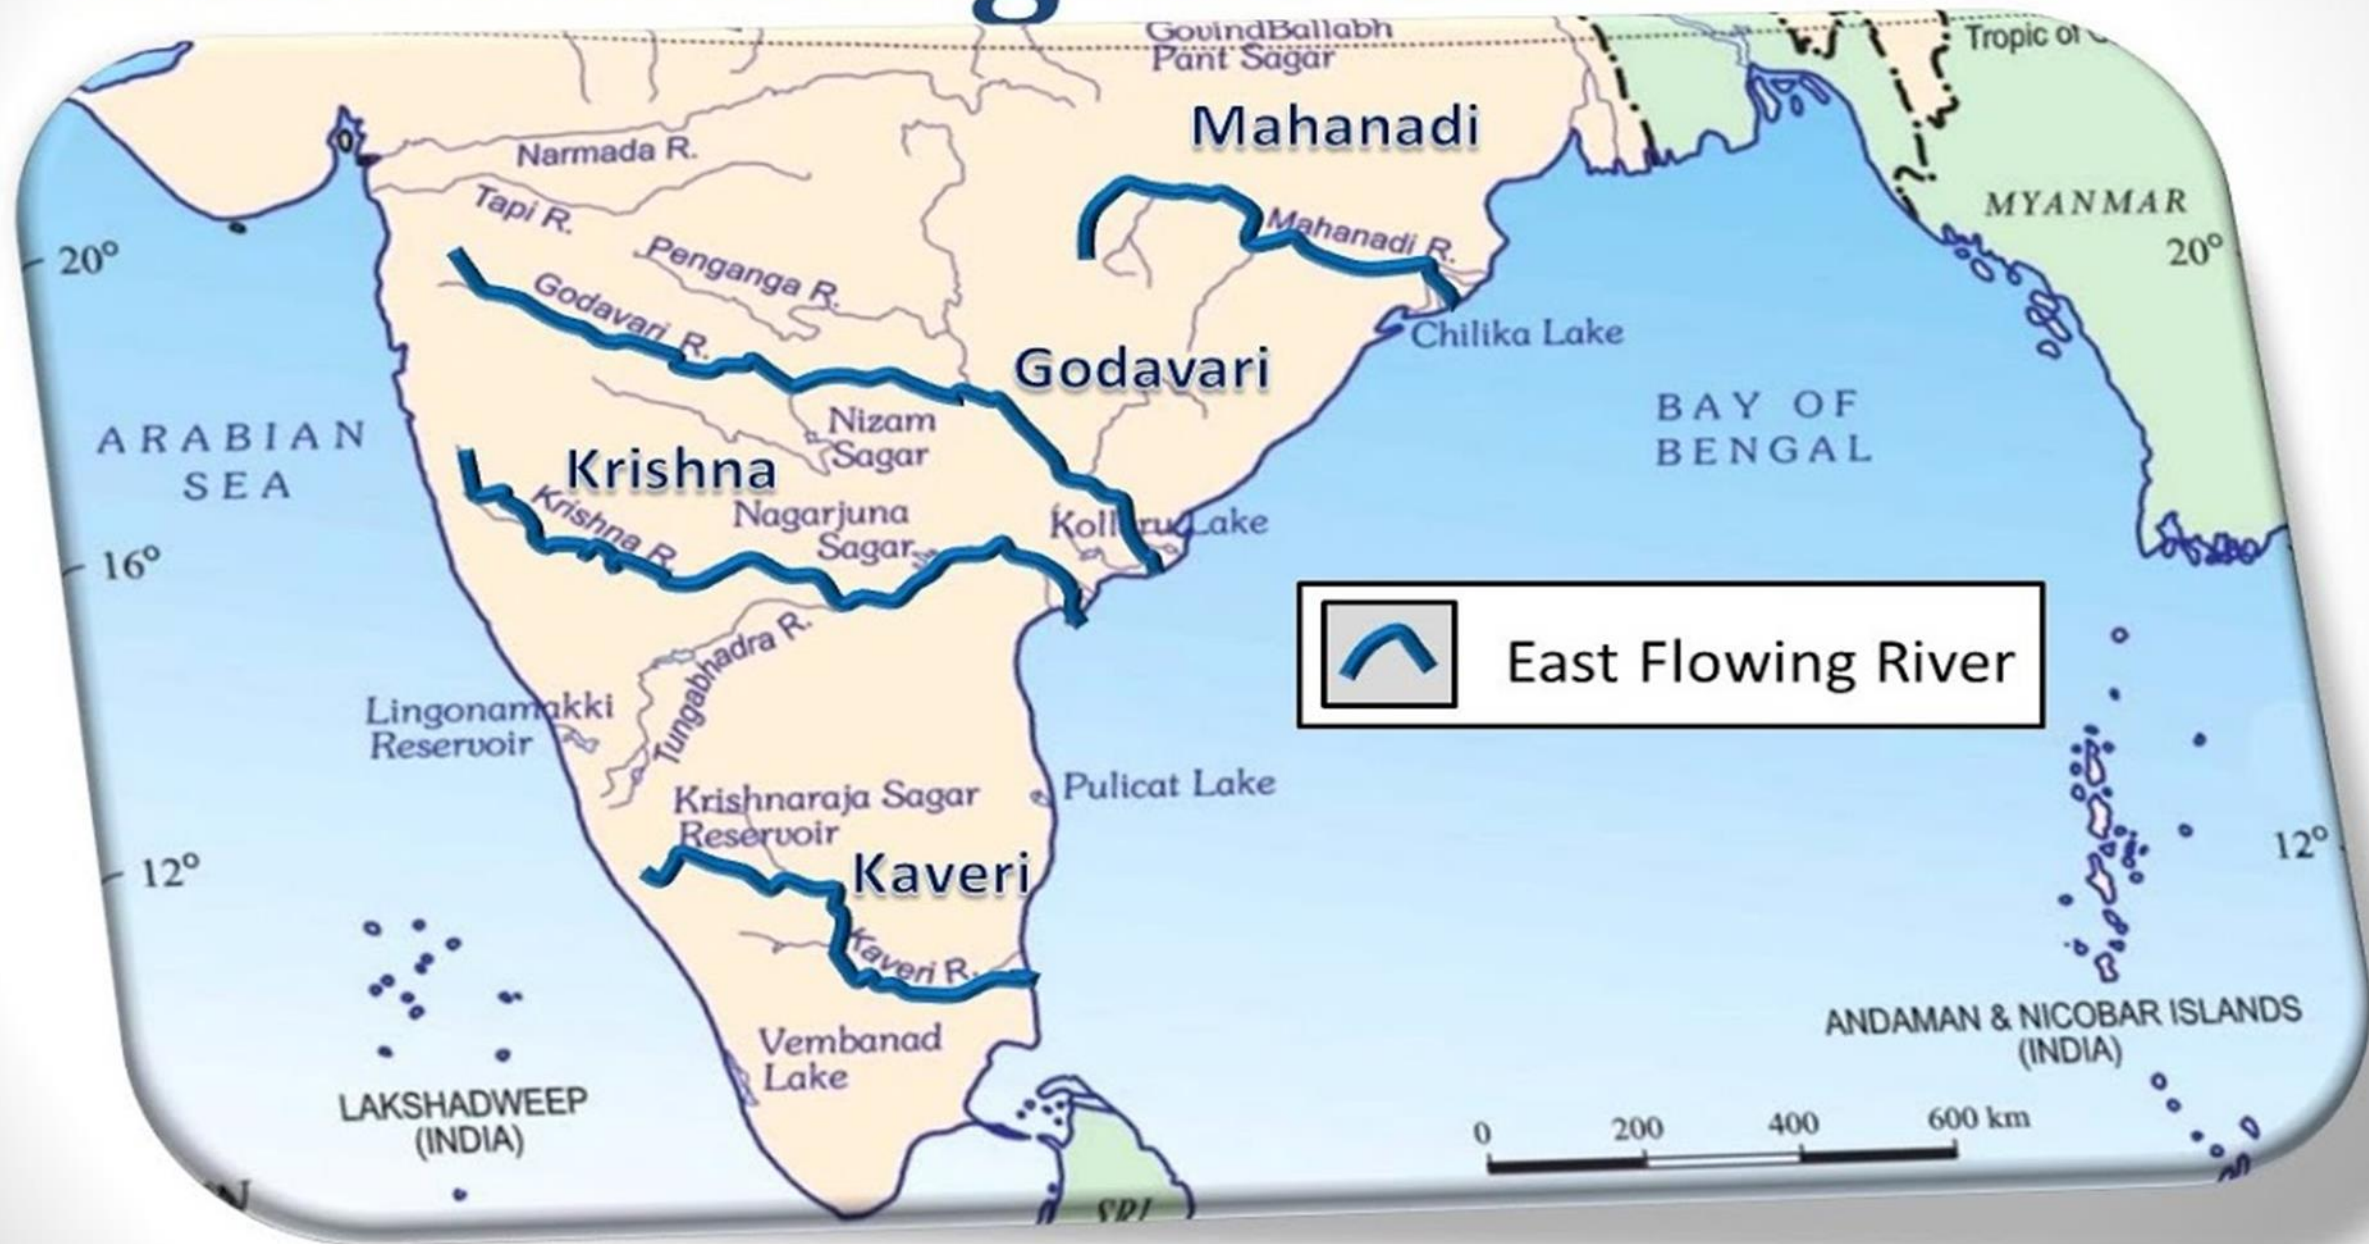 g
GovindBallabh
Pant Sagar
Tropic of
Mahanadi
Narmada R.
Tapi R.
Mahanadi R.
MYANMAR
20°
20°
Penganga R.
Godavari R.
Chilika Lake
Godavari
BAY OF
BENGAL
ARABIAN
SEA
Nizam
Sagar
Krishna
Krishna R.
Nagarjuna
Sagar
Kolleru Lake
16°
East Flowing River
Tungabhadra R.
Lingonamakki
Reservoir
Krishnaraja Sagar
Reservoir
Pulicat Lake
12°
12°
Kaveri
Kaveri R.
ANDAMAN & NICOBAR ISLANDS
(INDIA)
Vembanad
Lake
LAKSHADWEEP
(INDIA)
0 200 400 600 km
N
SRI